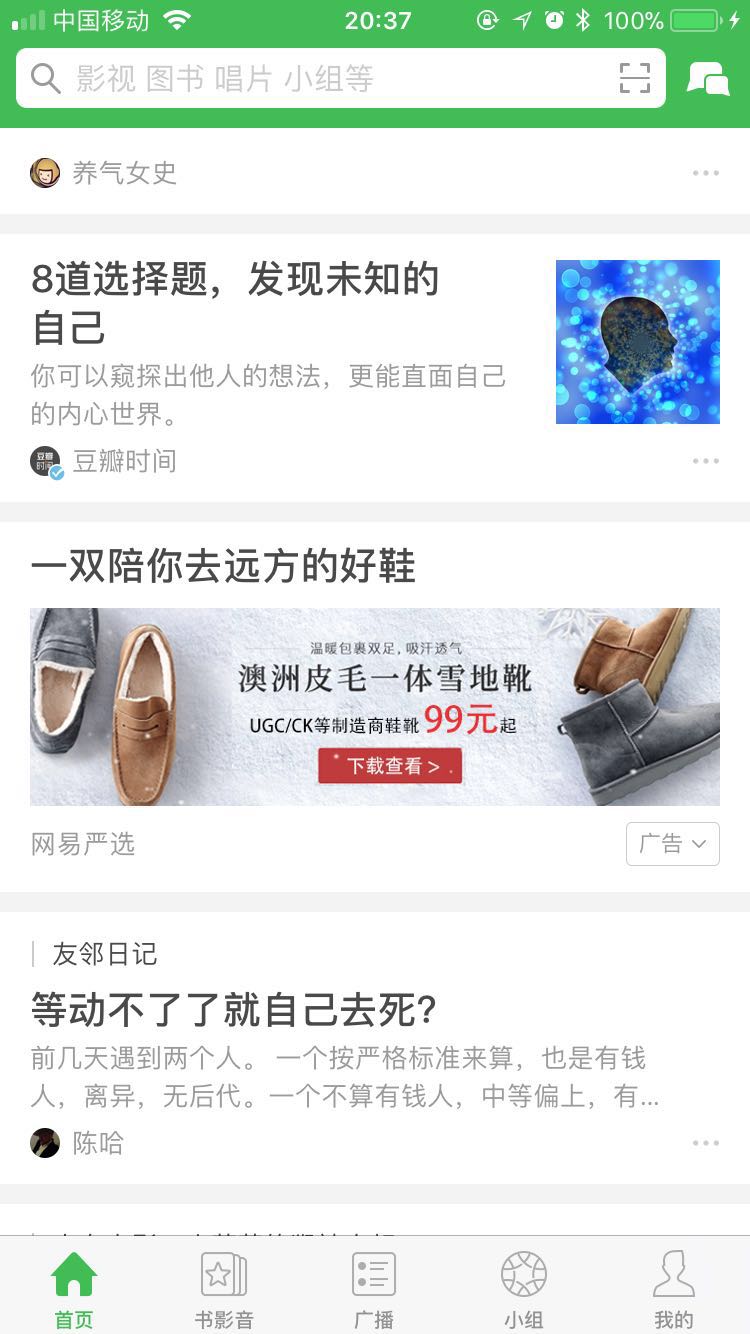 中国移动 20:37 100%
影视 图书 唱片 小组等
养气女史
8道选择题，发现未知的
自己
你可以窥探出他人的想法，更能直面自己
的内心世界。
豆瓣时间
豆瓣时间
一双陪你去远方的好鞋
温暖包裹双足，吸汗透气
澳洲皮毛一体雪地靴
UGC/CK等制造商鞋靴99元起
下载查看>
网易严选
广告
友邻日记
等动不了了就自己去死?
前几天遇到两个人。一个按严格标准来算，也是有钱
人，离异，无后代。一个不算有钱人，中等偏上，有...
陈哈
首页 书影音 广播 小组 我的